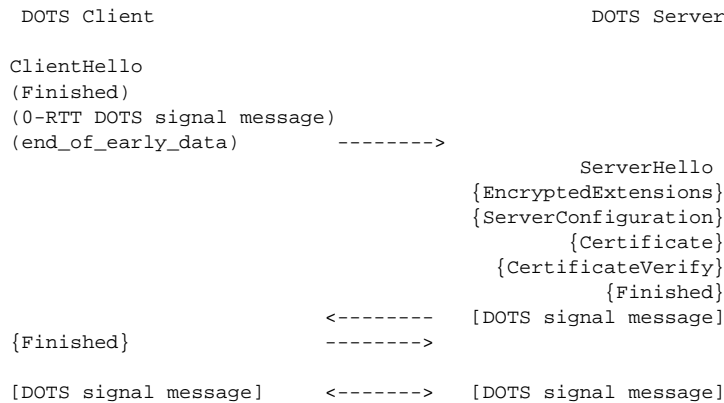 DOTS Client                                    DOTS Server
ClientHello
(Finished)
(0-RTT DOTS signal message)
(end_of_early_data)        -------->
ServerHello
{EncryptedExtensions}
{ServerConfiguration}
{Certificate}
{CertificateVerify}
{Finished}
<--------   [DOTS signal message]
{Finished}                -------->
[DOTS signal message]     <------->   [DOTS signal message]